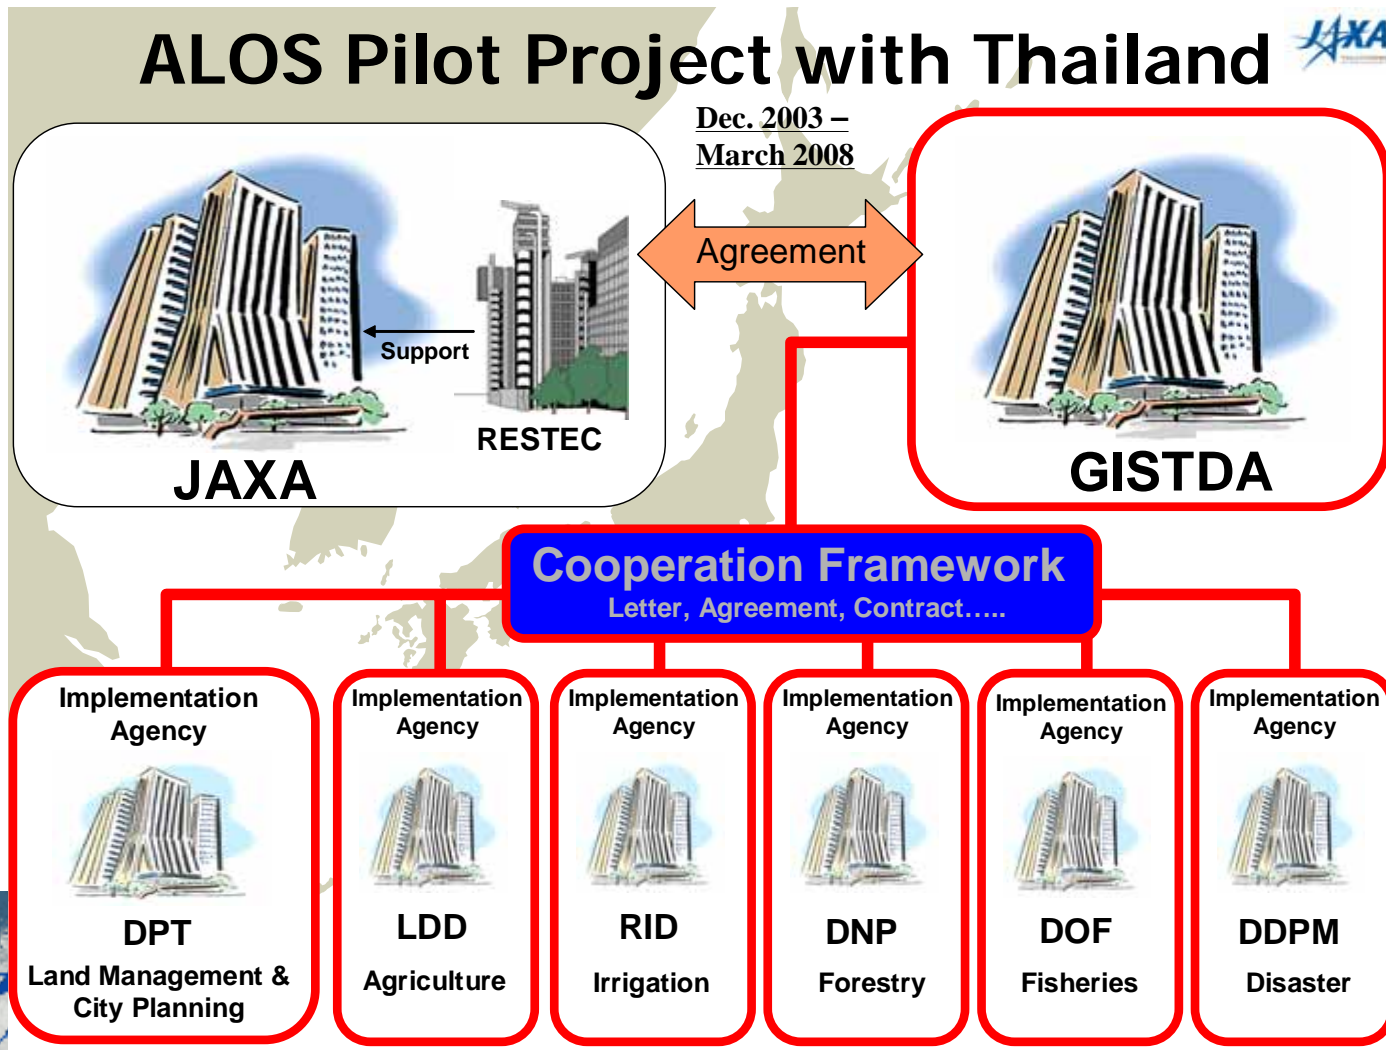 ALOS Pilot Project with Thailand
JAXA
Dec. 2003 –
March 2008
Agreement
Support
RESTEC
JAXA
GISTDA
Cooperation Framework
Letter, Agreement, Contract…..
Implementation
Agency
DPT
Land Management &
City Planning
Implementation
Agency
LDD
Agriculture
Implementation
Agency
RID
Irrigation
Implementation
Agency
DNP
Forestry
Implementation
Agency
DOF
Fisheries
Implementation
Agency
DDPM
Disaster